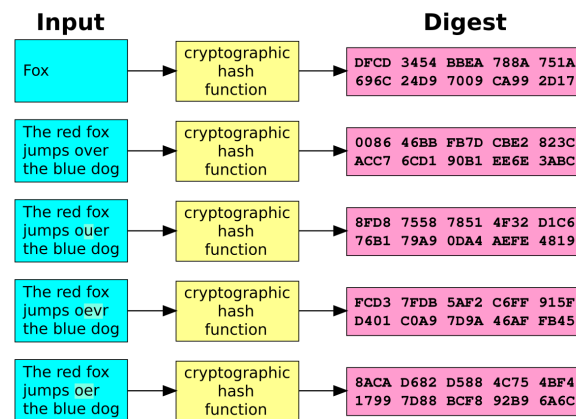 Input Digest
Fox
cryptographic
hash
function
DFCD 3454 BBEA 788A 751A
696C 24D9 7009 CA99 2D17
The red fox
jumps over
the blue dog
cryptographic
hash
function
0086 46BB FB7D CBE2 823C
ACC7 6CD1 90B1 EE6E 3ABC
The red fox
jumps ouer
the blue dog
cryptographic
hash
function
8FD8 7558 7851 4F32 D1C6
76B1 79A9 0DA4 AEFE 4819
The red fox
jumps oevr
the blue dog
cryptographic
hash
function
FCD3 7FDB 5AF2 C6FF 915F
D401 C0A9 7D9A 46AF FB45
The red fox
jumps oer
the blue dog
cryptographic
hash
function
8ACA D682 D588 4C75 4BF4
1799 7D88 BCF8 92B9 6A6C